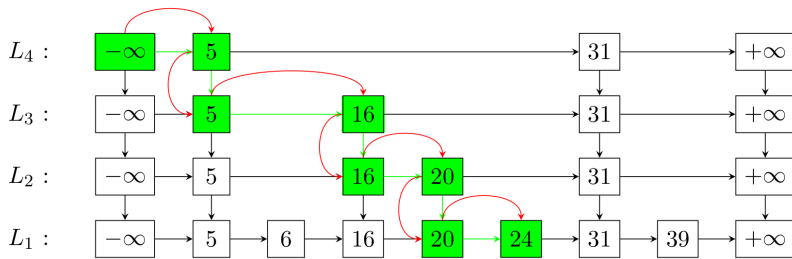 L₄ : −∞ 5 31 +∞
L₃ : −∞ 5 16 31 +∞
L₂ : −∞ 5 16 20 31 +∞
L₁ : −∞ 5 6 16 20 24 31 39 +∞